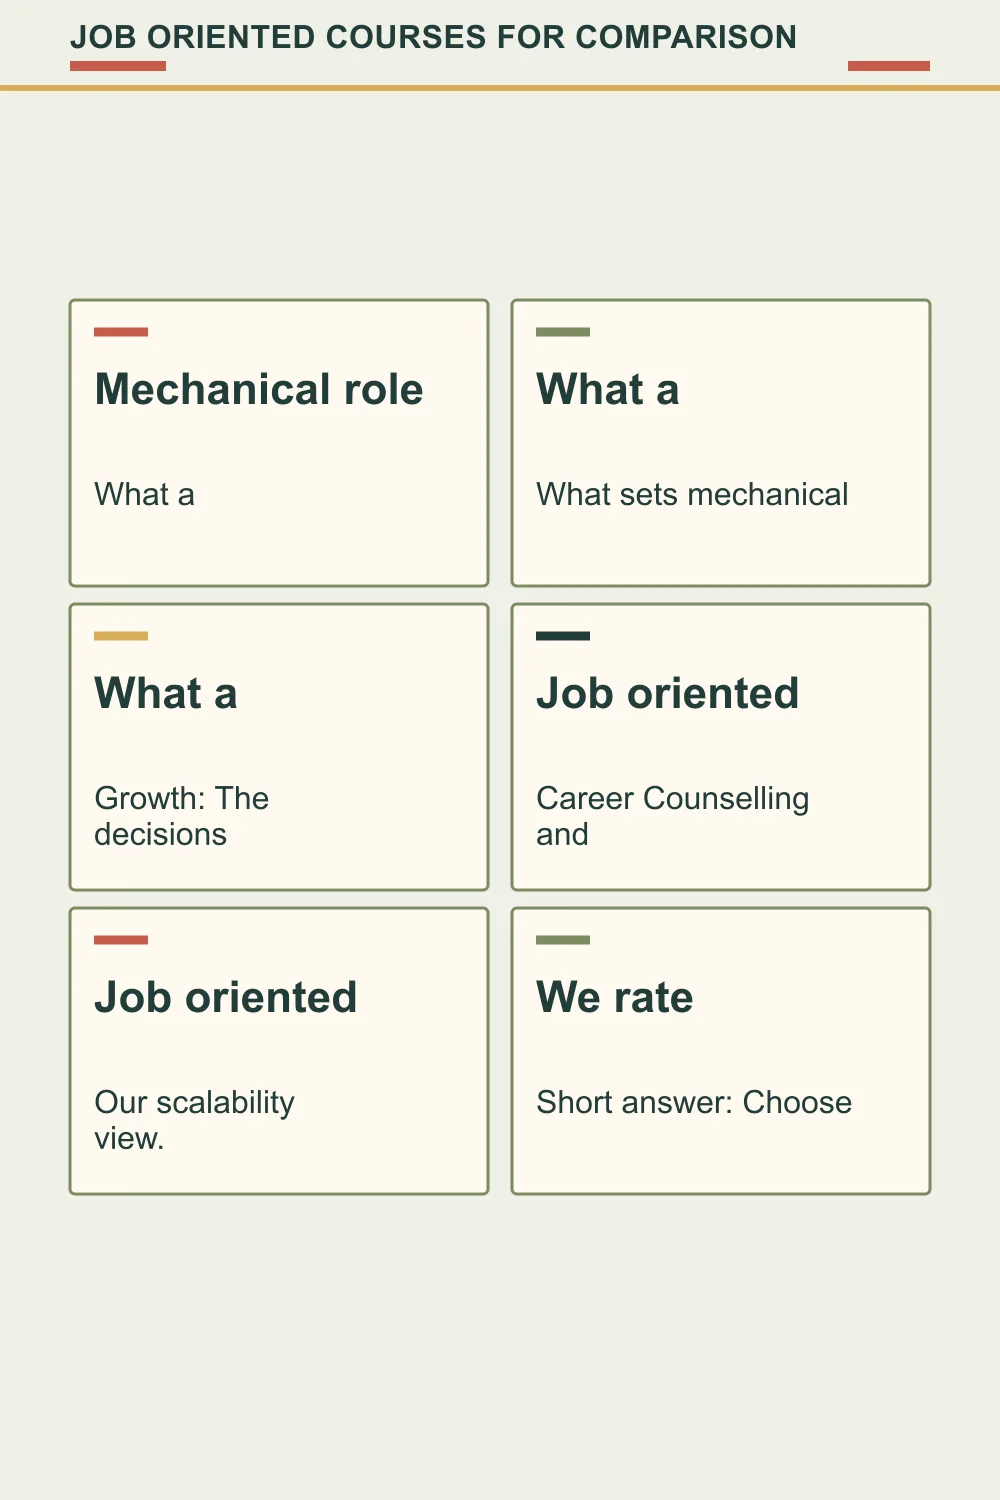 JOB ORIENTED COURSES FOR COMPARISON
Mechanical role
What a
What a
What sets mechanical
What a
Growth: The
decisions
Job oriented
Career Counselling
and
Job oriented
Our scalability
view.
We rate
Short answer: Choose